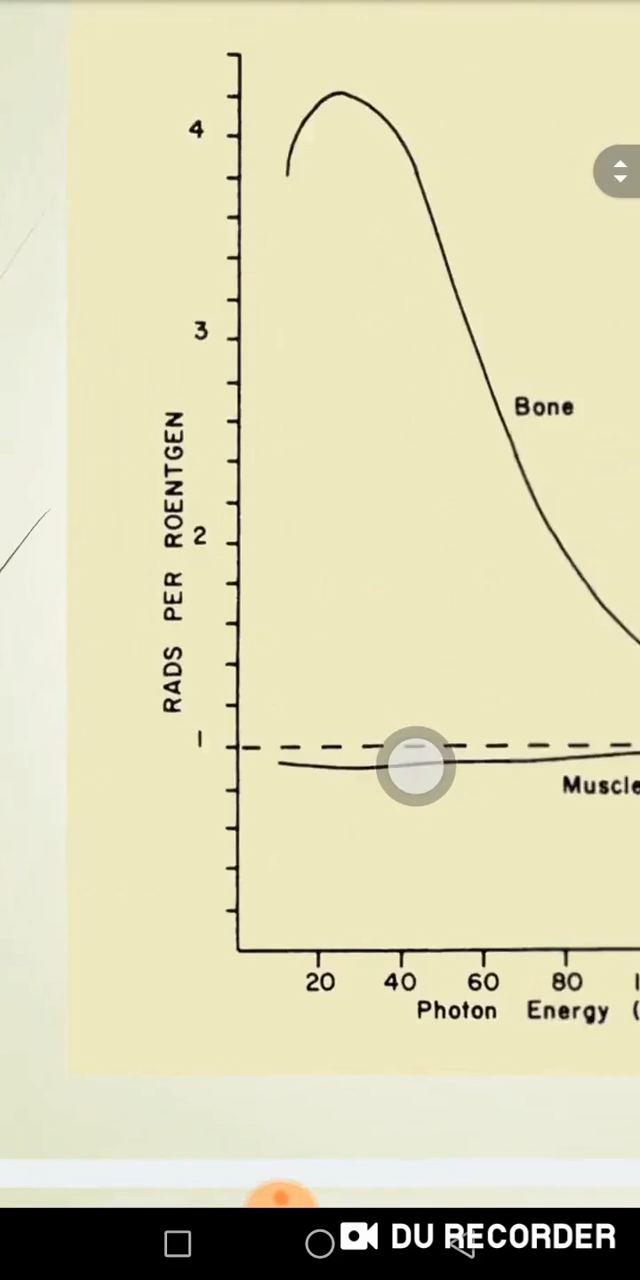 4
3
Bone
RADS PER ROENTGEN
2
1
Muscle
20 40 60 80
Photon Energy (
DU RECORDER